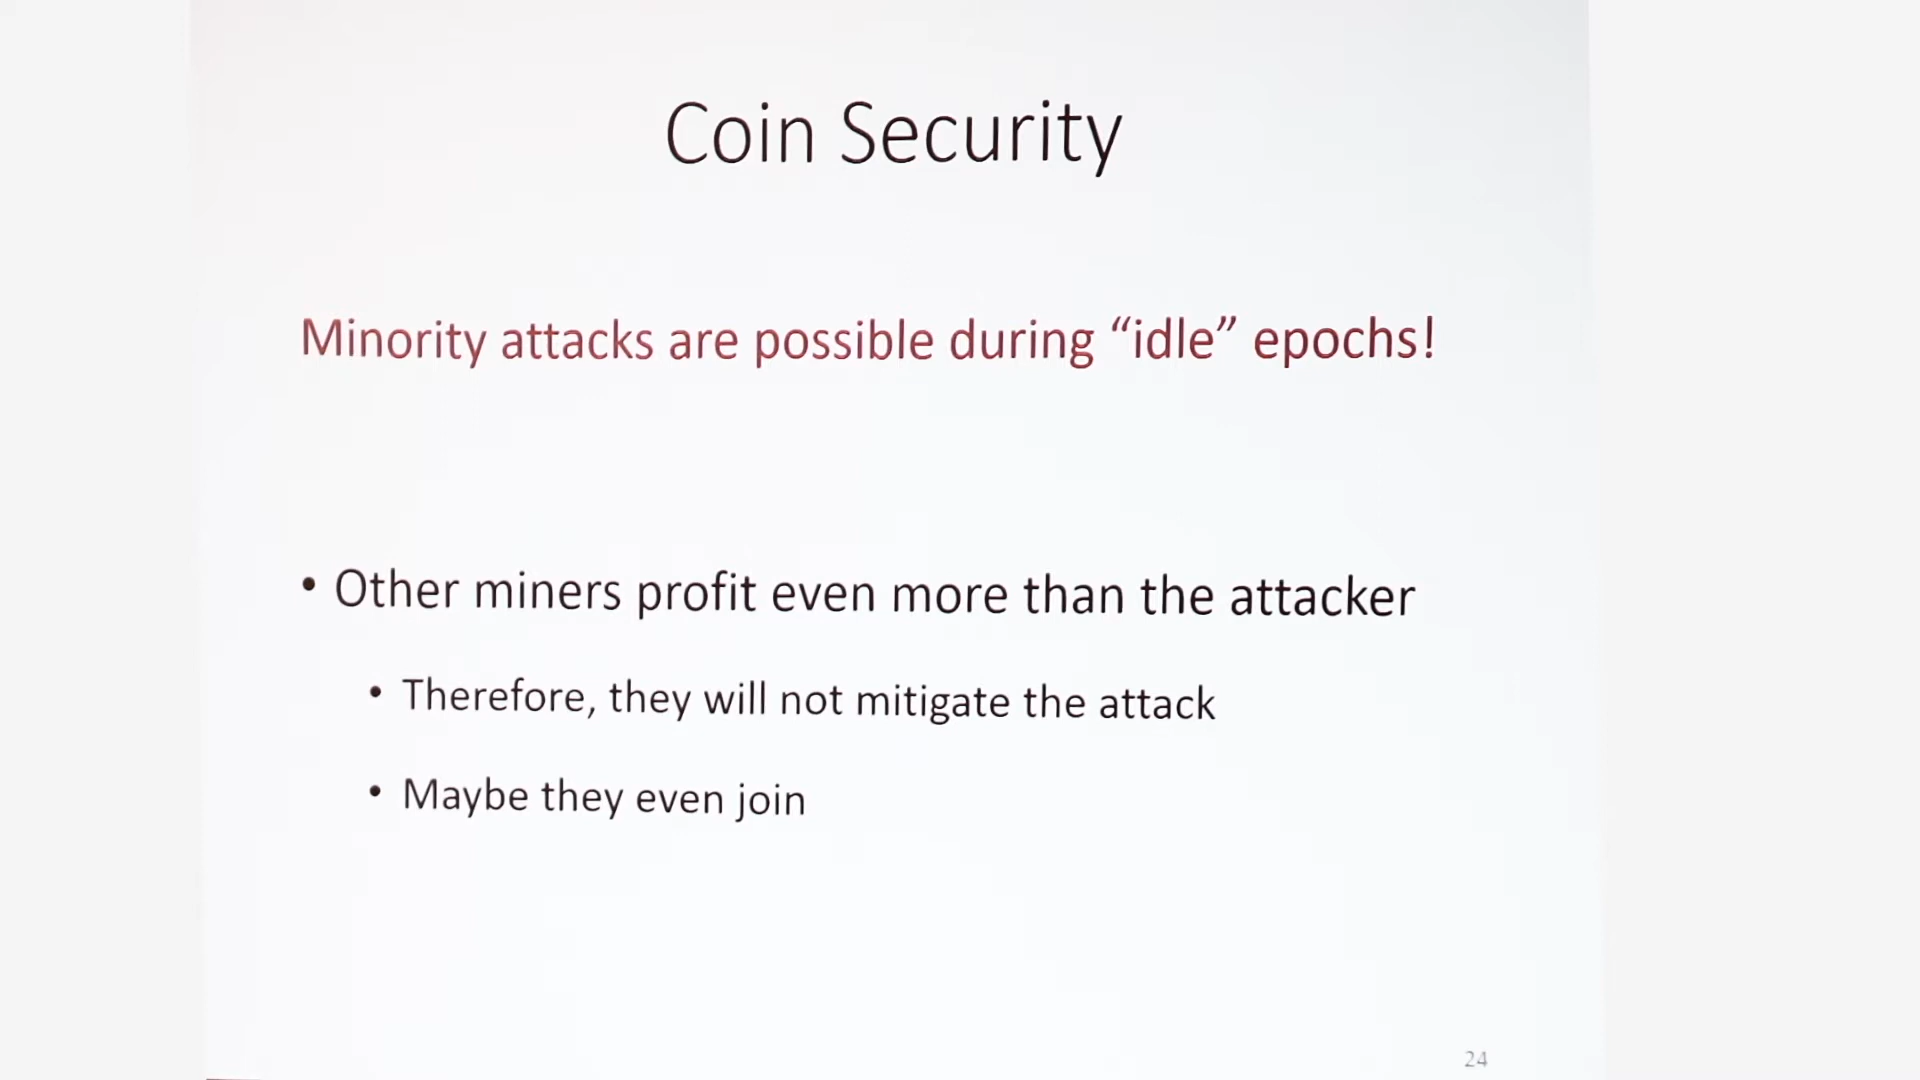 Coin Security
Minority attacks are possible during “idle” epochs!
• Other miners profit even more than the attacker
• Therefore, they will not mitigate the attack
• Maybe they even join
24